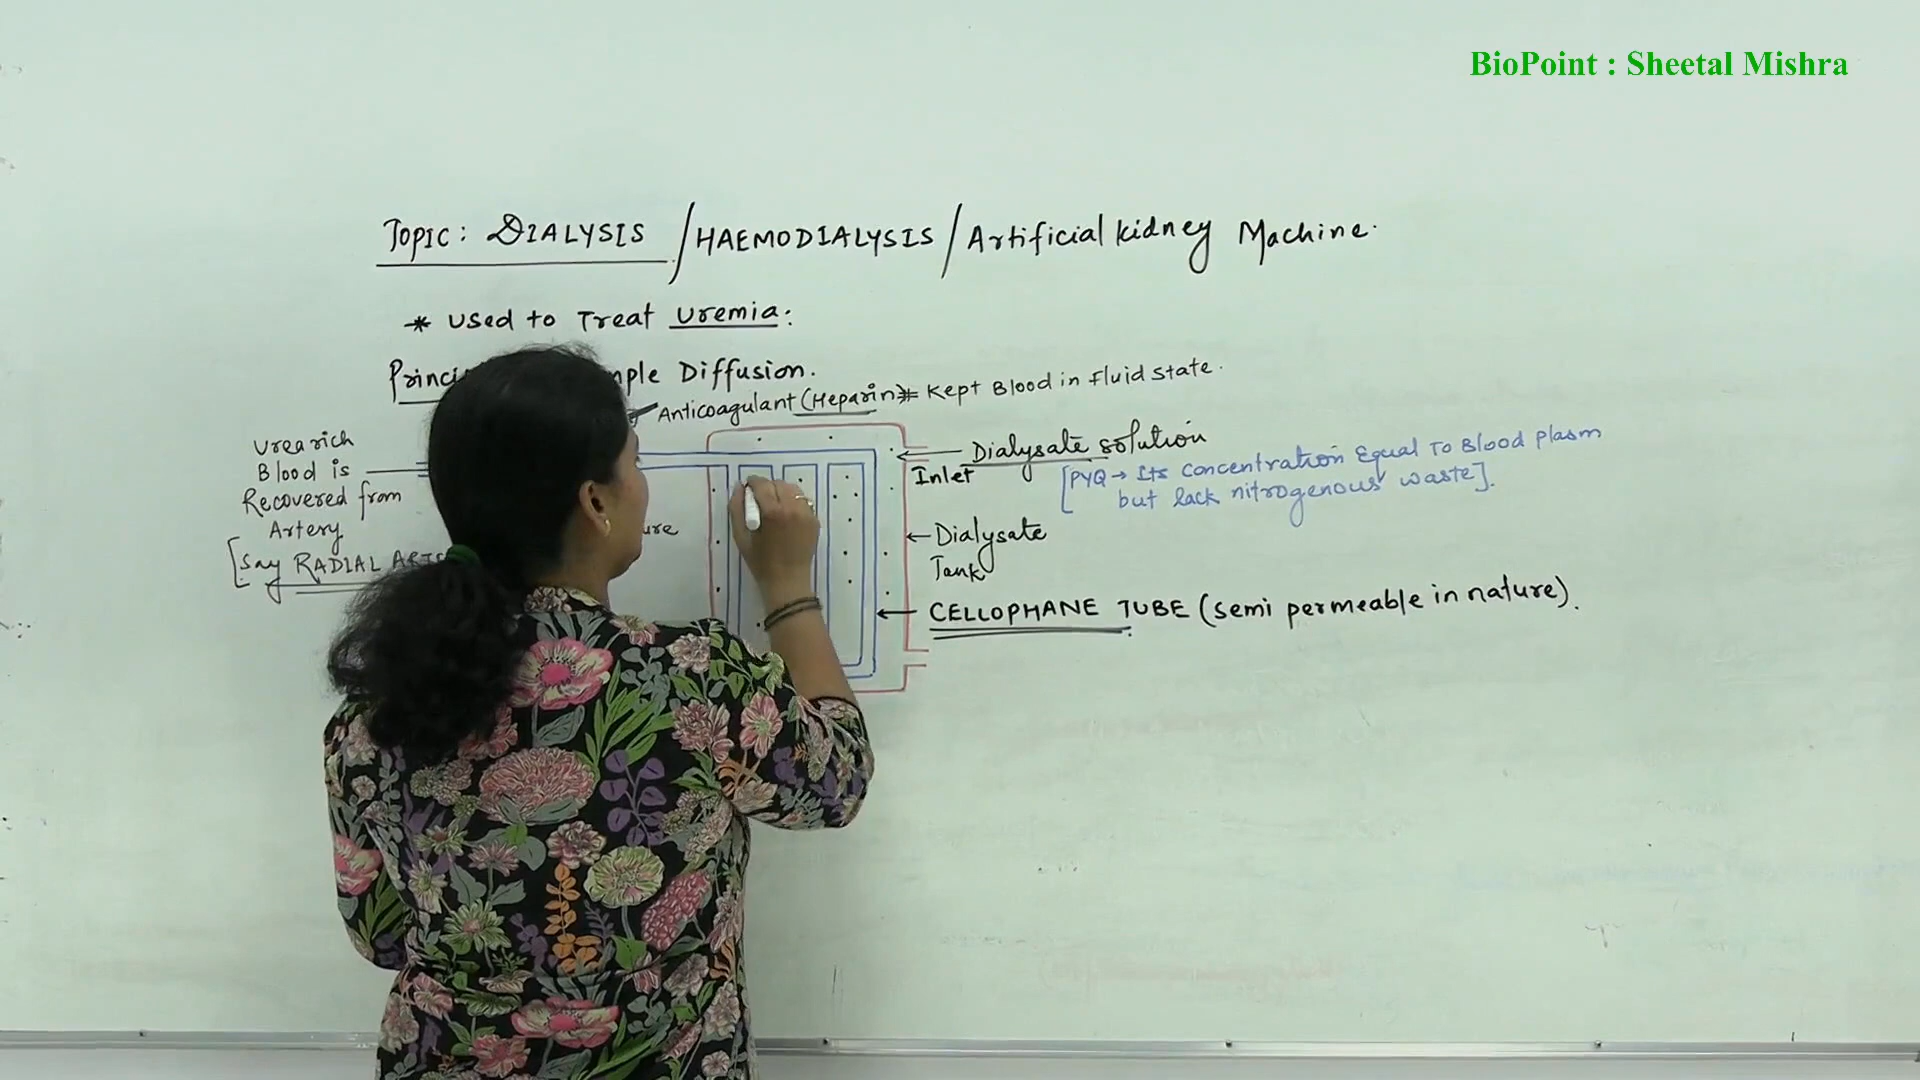 BioPoint : Sheetal Mishra
TOPIC: DIALYSIS / HAEMODIALYSIS / Artificial kidney Machine.
* Used to Treat Uremia:
Diffusion.
Anticoagulant (Heparin) * Kept Blood in Fluid State.
Urea rich
Blood is
Recovered from
Artery
[Say RADIAL
← Dialysate solution
Inlet
[PYQ → Its concentration Equal To Blood plasm
but lack nitrogenous waste].
← Dialysate
Tank
← CELLOPHANE TUBE (semi permeable in nature).